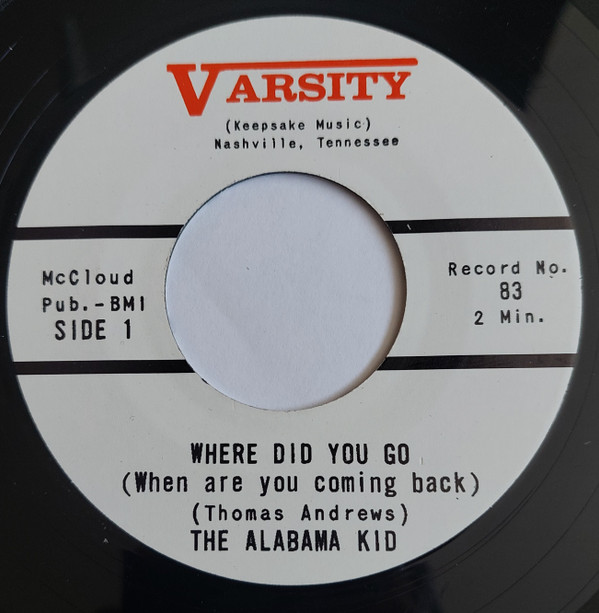 VARSITY
(Keepsake Music)
Nashville, Tennessee
McCloud
Pub.-BMI
SIDE 1
Record No.
83
2 Min.
WHERE DID YOU GO
(When are you coming back)
(Thomas Andrews)
THE ALABAMA KID